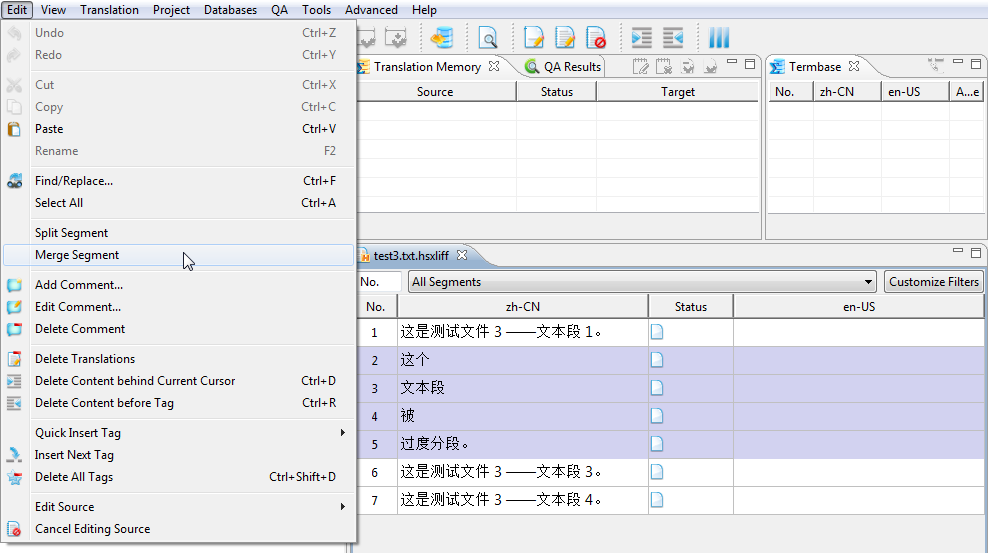 Edit View Translation Project Databases QA Tools Advanced Help
Undo Ctrl+Z
Redo Ctrl+Y
Cut Ctrl+X
Copy Ctrl+C
Paste Ctrl+V
Rename F2
Find/Replace... Ctrl+F
Select All Ctrl+A
Split Segment
Merge Segment
Add Comment...
Edit Comment...
Delete Comment
Delete Translations
Delete Content behind Current Cursor Ctrl+D
Delete Content before Tag Ctrl+R
Quick Insert Tag
Insert Next Tag
Delete All Tags Ctrl+Shift+D
Edit Source
Cancel Editing Source
Translation Memory QA Results
Source Status Target
Termbase
No. zh-CN en-US A...e
test3.txt.hsxliff
No. All Segments Customize Filters
No. zh-CN Status en-US
1 这是测试文件 3 ——文本段 1。
2 这个
3 文本段
4 被
5 过度分段。
6 这是测试文件 3 ——文本段 3。
7 这是测试文件 3 ——文本段 4。